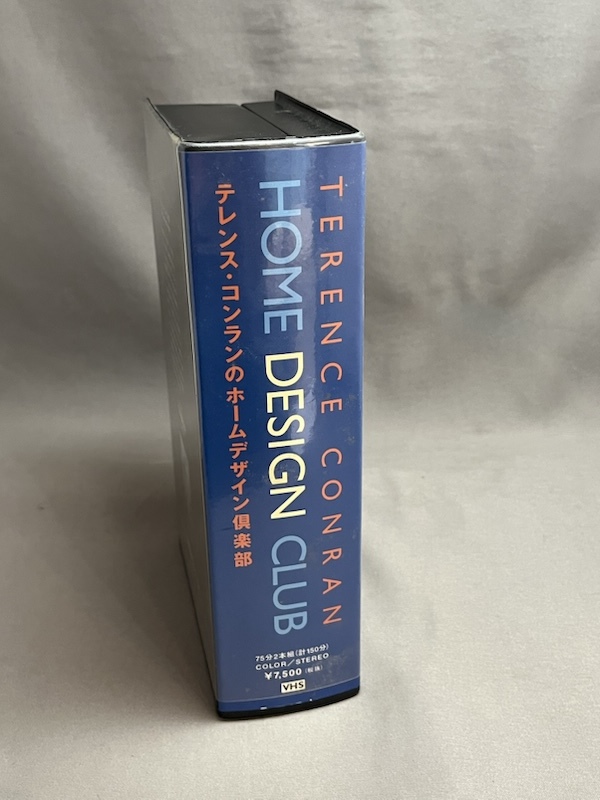 TERENCE CONRAN
HOME DESIGN CLUB
テレンス・コンランのホームデザイン倶楽部
75分2本組(計150分)
COLOR／STEREO
¥7,500(税抜)
VHS